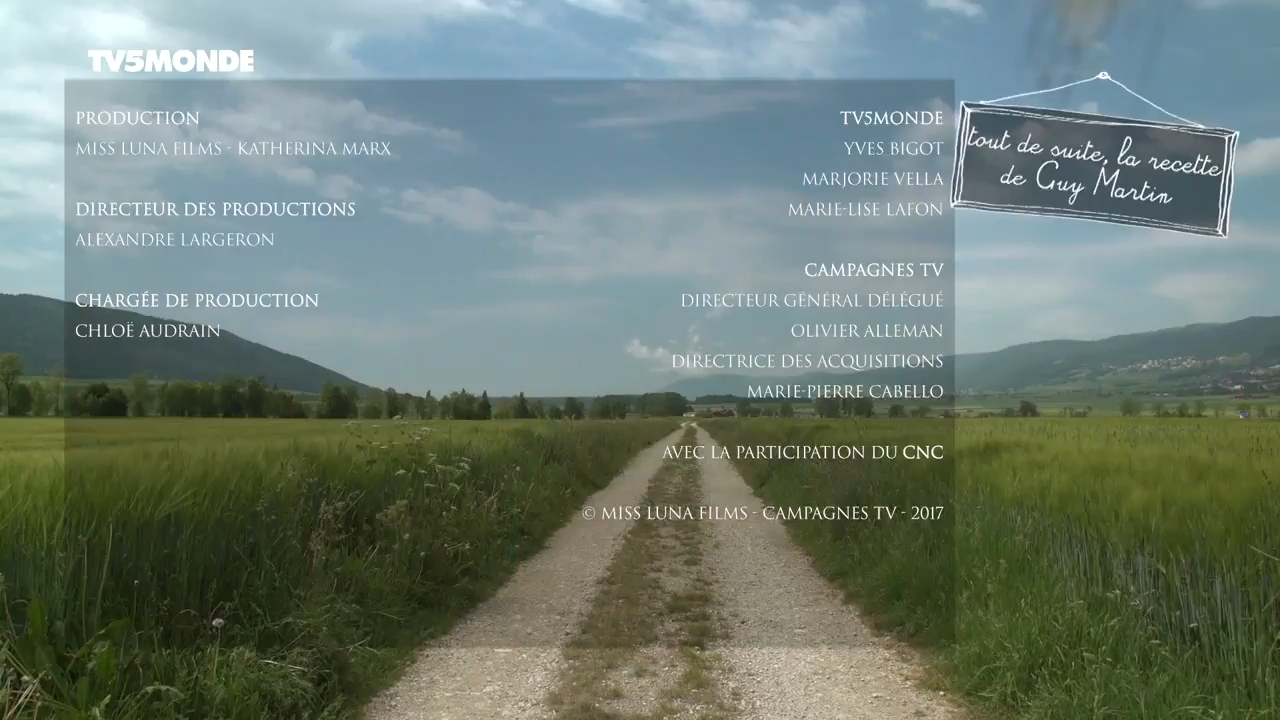 TV5MONDE
PRODUCTION
MISS LUNA FILMS - KATHERINA MARX
DIRECTEUR DES PRODUCTIONS
ALEXANDRE LARGERON
CHARGÉE DE PRODUCTION
CHLOË AUDRAIN
TV5MONDE
YVES BIGOT
MARJORIE VELLA
MARIE-LISE LAFON
CAMPAGNES TV
DIRECTEUR GÉNÉRAL DÉLÉGUÉ
OLIVIER ALLEMAN
DIRECTRICE DES ACQUISITIONS
MARIE-PIERRE CABELLO
AVEC LA PARTICIPATION DU CNC
© MISS LUNA FILMS - CAMPAGNES TV - 2017
tout de suite, la recette
de Guy Martin